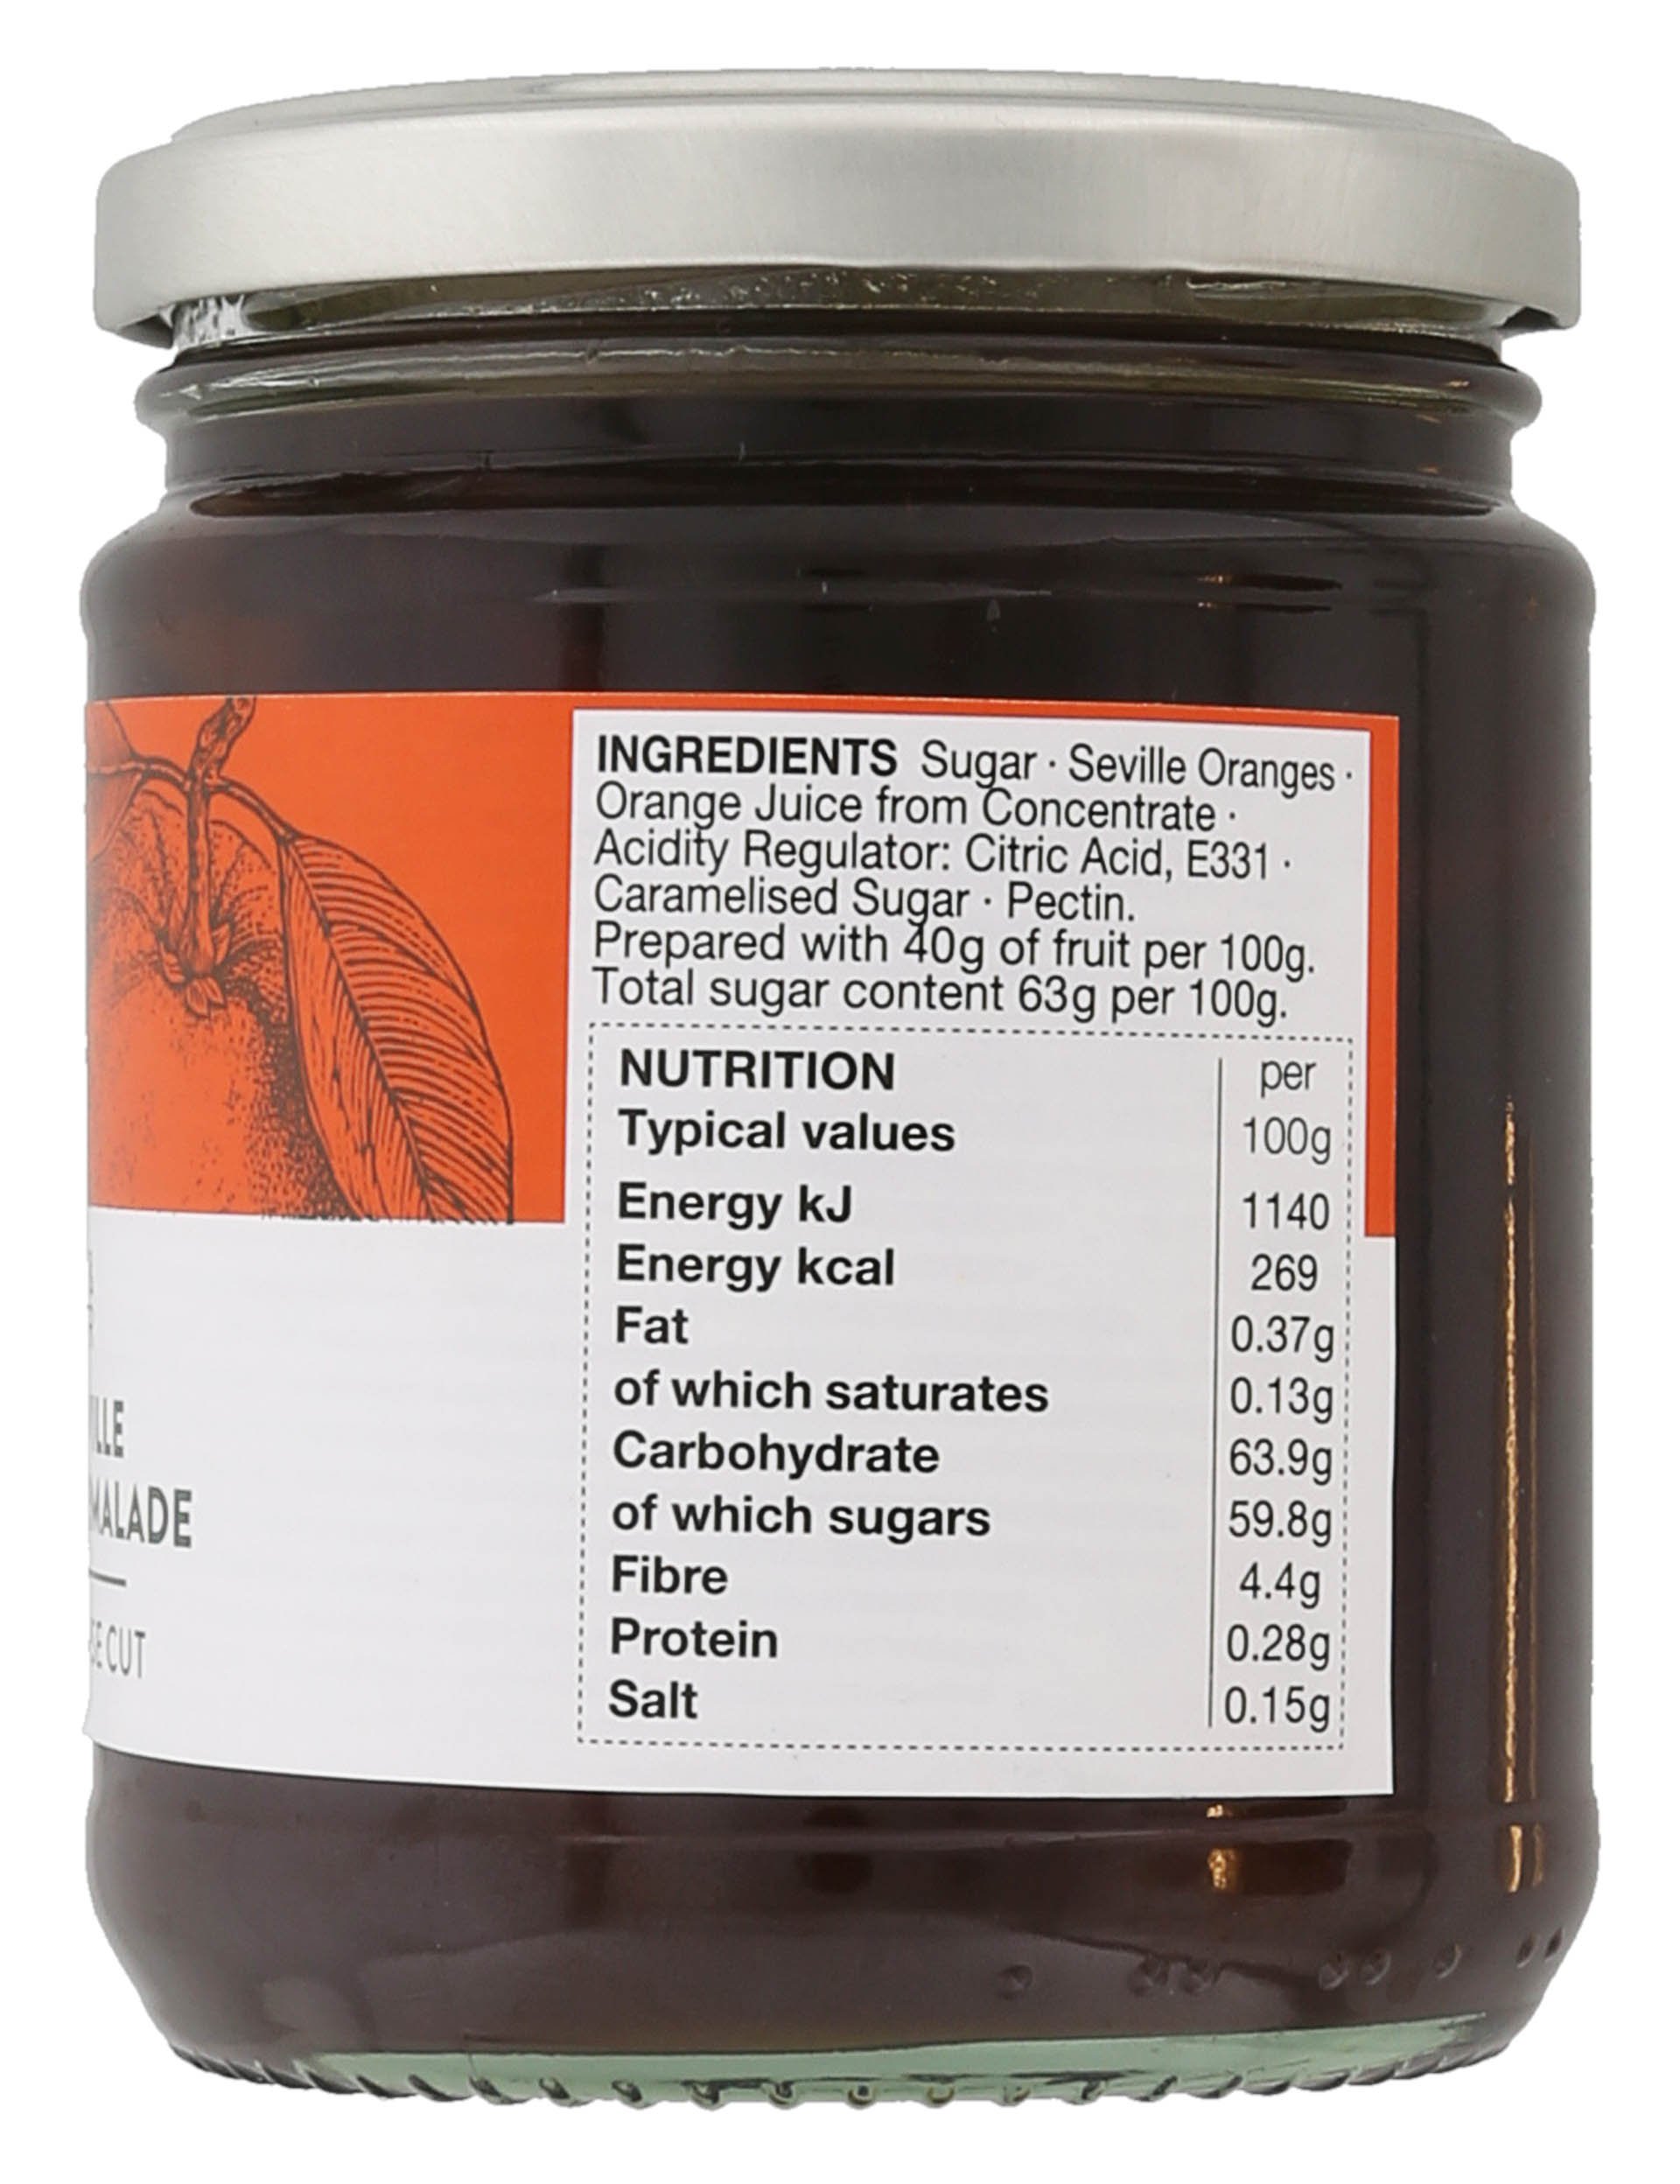 INGREDIENTS Sugar · Seville Oranges ·
Orange Juice from Concentrate ·
Acidity Regulator: Citric Acid, E331 ·
Caramelised Sugar · Pectin.
Prepared with 40g of fruit per 100g.
Total sugar content 63g per 100g.
NUTRITION per
Typical values 100g
Energy kJ 1140
Energy kcal 269
Fat 0.37g
of which saturates 0.13g
Carbohydrate 63.9g
of which sugars 59.8g
Fibre 4.4g
Protein 0.28g
Salt 0.15g
LLE
MALADE
CUT